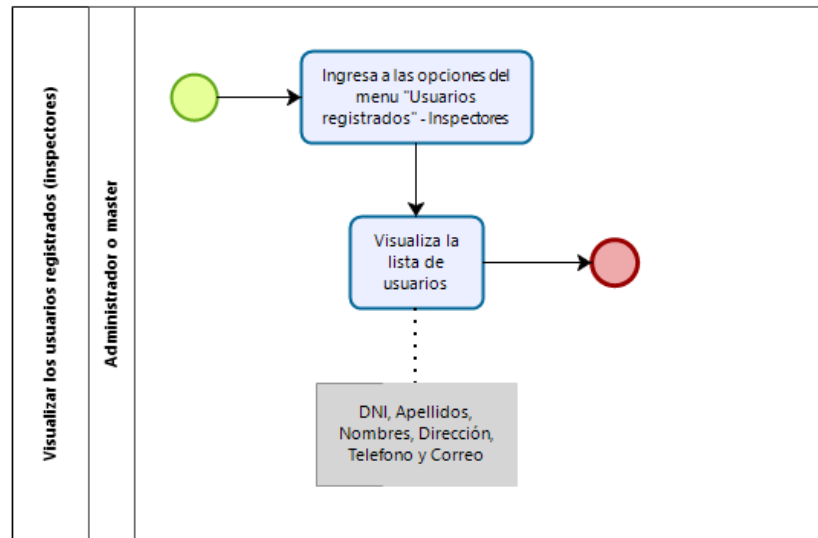 Visualizar los usuarios registrados (inspectores)
Administrador o master
Ingresa a las opciones del
menu "Usuarios
registrados" - Inspectores
Visualiza la
lista de
usuarios
DNI, Apellidos,
Nombres, Dirección,
Telefono y Correo